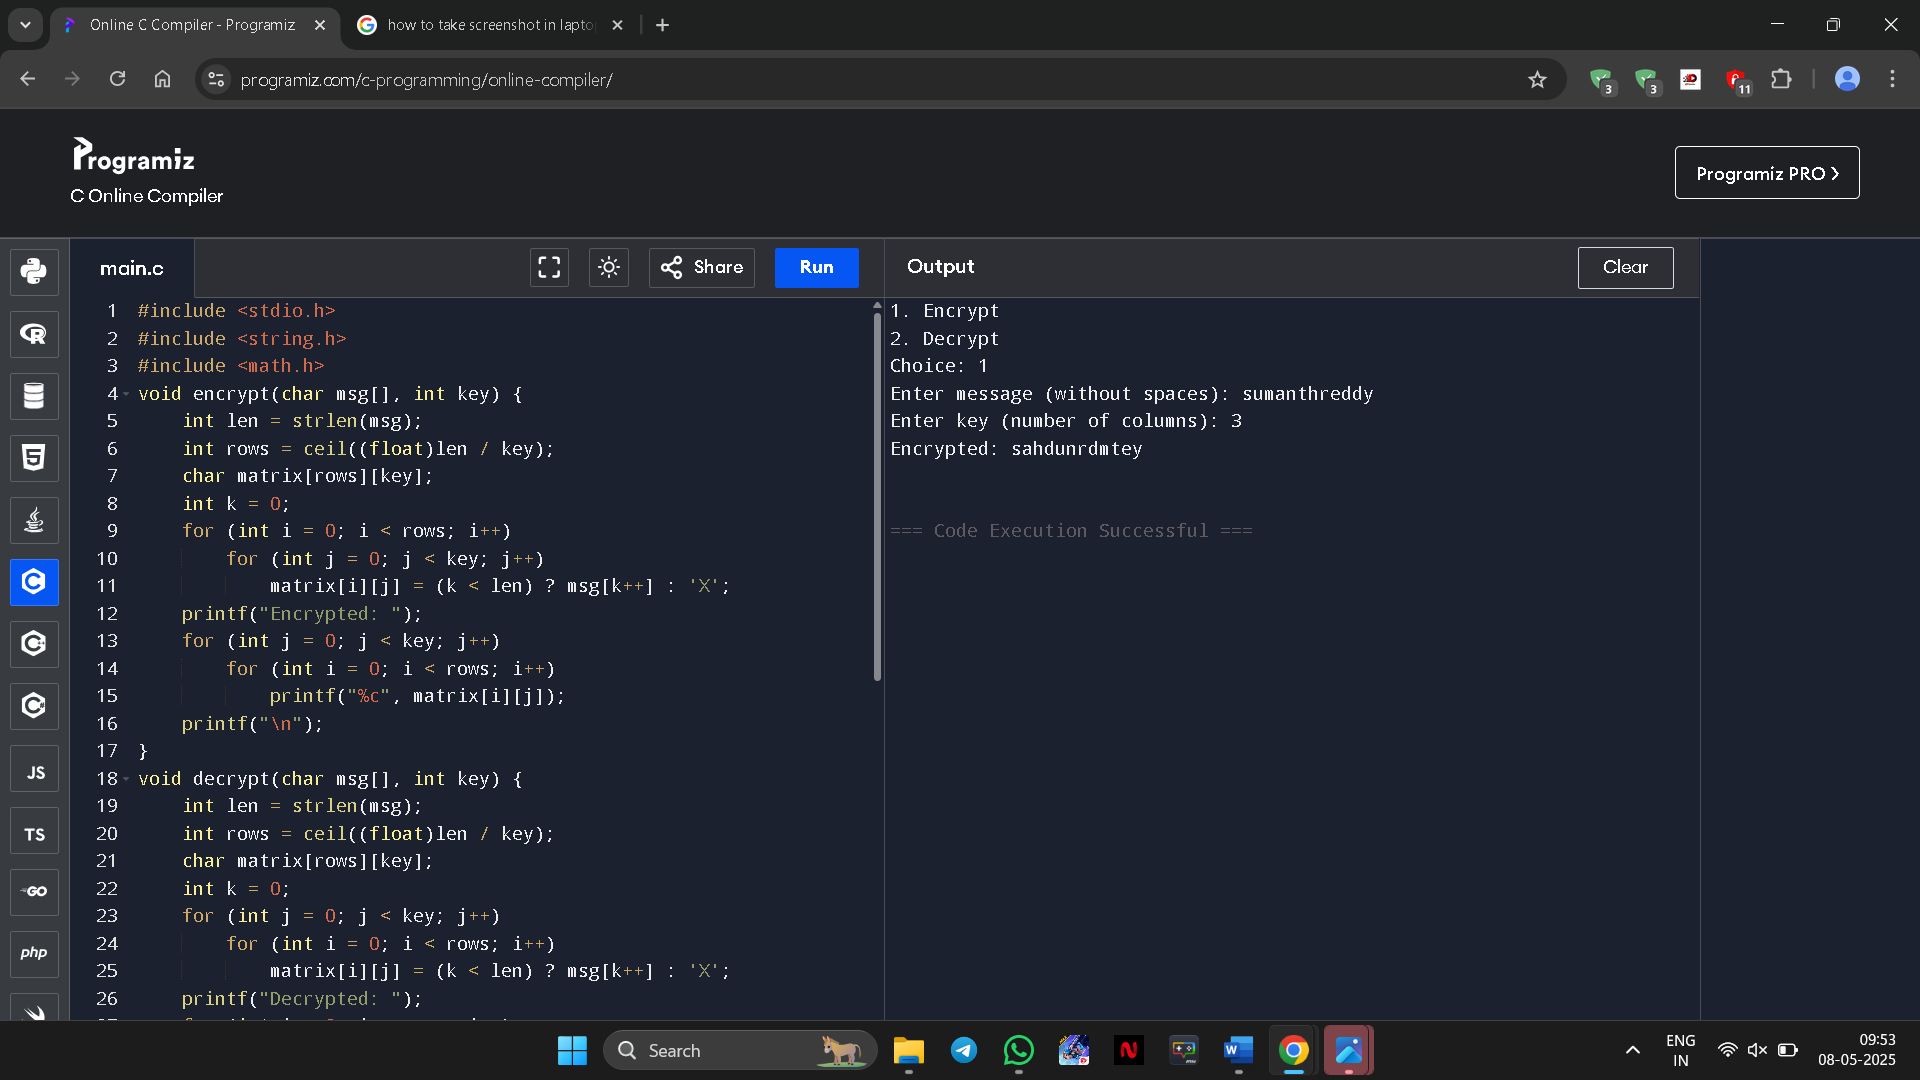 Online C Compiler - Programiz
how to take screenshot in lapto
programiz.com/c-programming/online-compiler/
3
3
11
Programiz
C Online Compiler
Programiz PRO
main.c
Share
Run
Output
Clear
1 #include <stdio.h>
2 #include <string.h>
3 #include <math.h>
4 void encrypt(char msg[], int key) {
5 int len = strlen(msg);
6 int rows = ceil((float)len / key);
7 char matrix[rows][key];
8 int k = 0;
9 for (int i = 0; i < rows; i++)
10 for (int j = 0; j < key; j++)
11 matrix[i][j] = (k < len) ? msg[k++] : 'X';
12 printf("Encrypted: ");
13 for (int j = 0; j < key; j++)
14 for (int i = 0; i < rows; i++)
15 printf("%c", matrix[i][j]);
16 printf("\n");
17 }
18 void decrypt(char msg[], int key) {
19 int len = strlen(msg);
20 int rows = ceil((float)len / key);
21 char matrix[rows][key];
22 int k = 0;
23 for (int j = 0; j < key; j++)
24 for (int i = 0; i < rows; i++)
25 matrix[i][j] = (k < len) ? msg[k++] : 'X';
26 printf("Decrypted: ");
1. Encrypt
2. Decrypt
Choice: 1
Enter message (without spaces): sumanthreddy
Enter key (number of columns): 3
Encrypted: sahdunrdmtey
=== Code Execution Successful ===
JS
TS
GO
php
Search
ENG
IN
09:53
08-05-2025